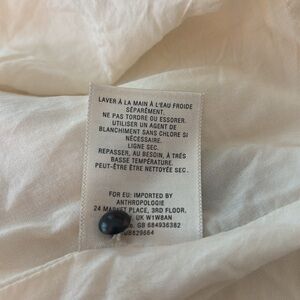 LAVER À LA MAIN À L'EAU FROIDE
SÉPARÉMENT.
NE PAS TORDRE OU ESSORER.
UTILISER UN AGENT DE
BLANCHIMENT SANS CHLORE SI
NÉCESSAIRE.
LIGNE SEC.
REPASSER, AU BESOIN, À TRÈS
BASSE TEMPÉRATURE.
PEUT-ÊTRE ÊTRE NETTOYÉE SEC.
FOR EU: IMPORTED BY
ANTHROPOLOGIE
24 MARKET PLACE, 3RD FLOOR,
UK W1W8AN
GB 684936382